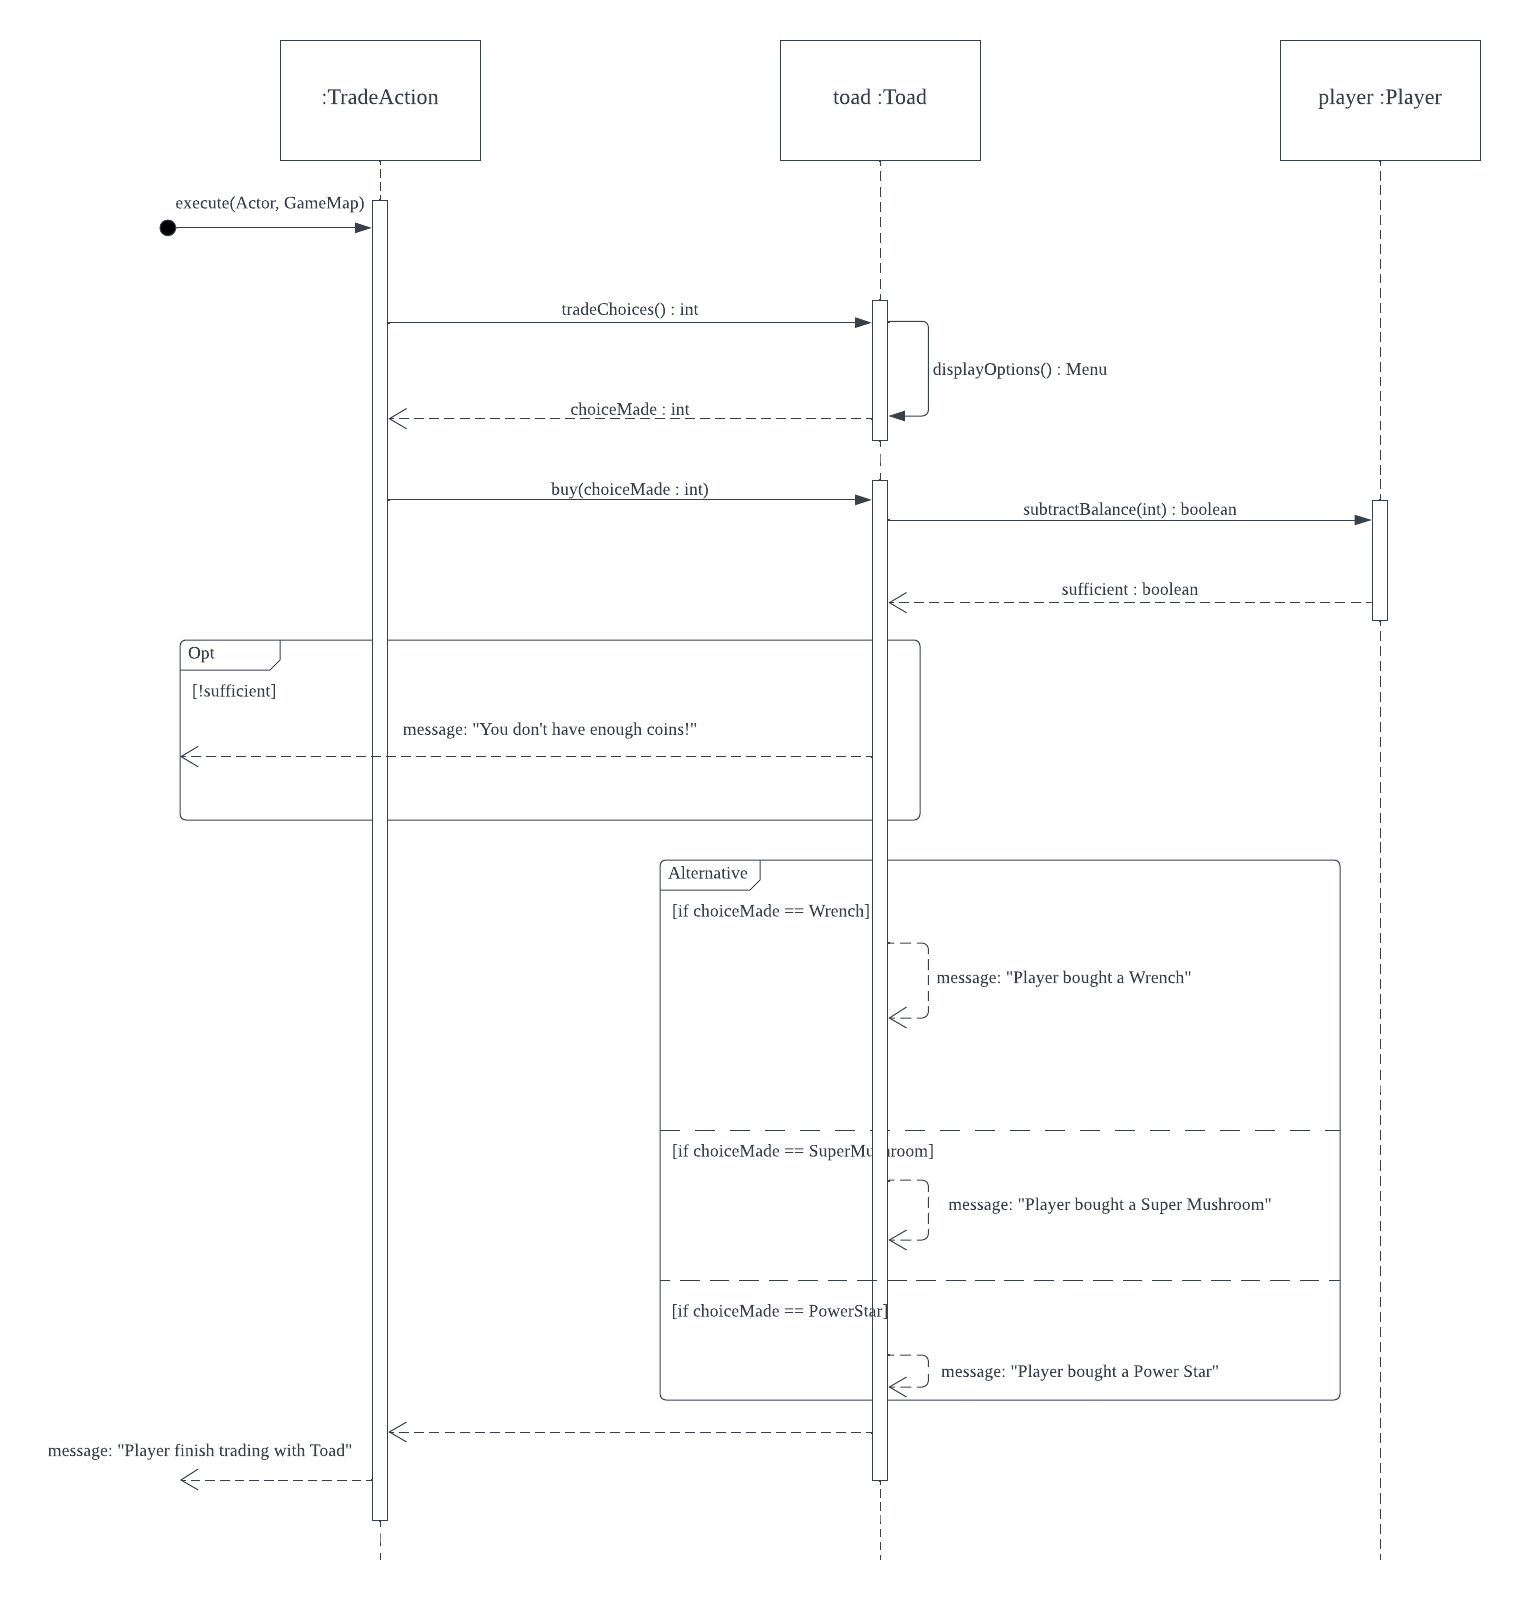 :TradeAction
toad :Toad
player :Player
execute(Actor, GameMap)
tradeChoices() : int
displayOptions() : Menu
choiceMade : int
buy(choiceMade : int)
subtractBalance(int) : boolean
sufficient : boolean
Opt
[!sufficient]
message: "You don't have enough coins!"
Alternative
[if choiceMade == Wrench]
message: "Player bought a Wrench"
[if choiceMade == SuperMushroom]
message: "Player bought a Super Mushroom"
[if choiceMade == PowerStar]
message: "Player bought a Power Star"
message: "Player finish trading with Toad"